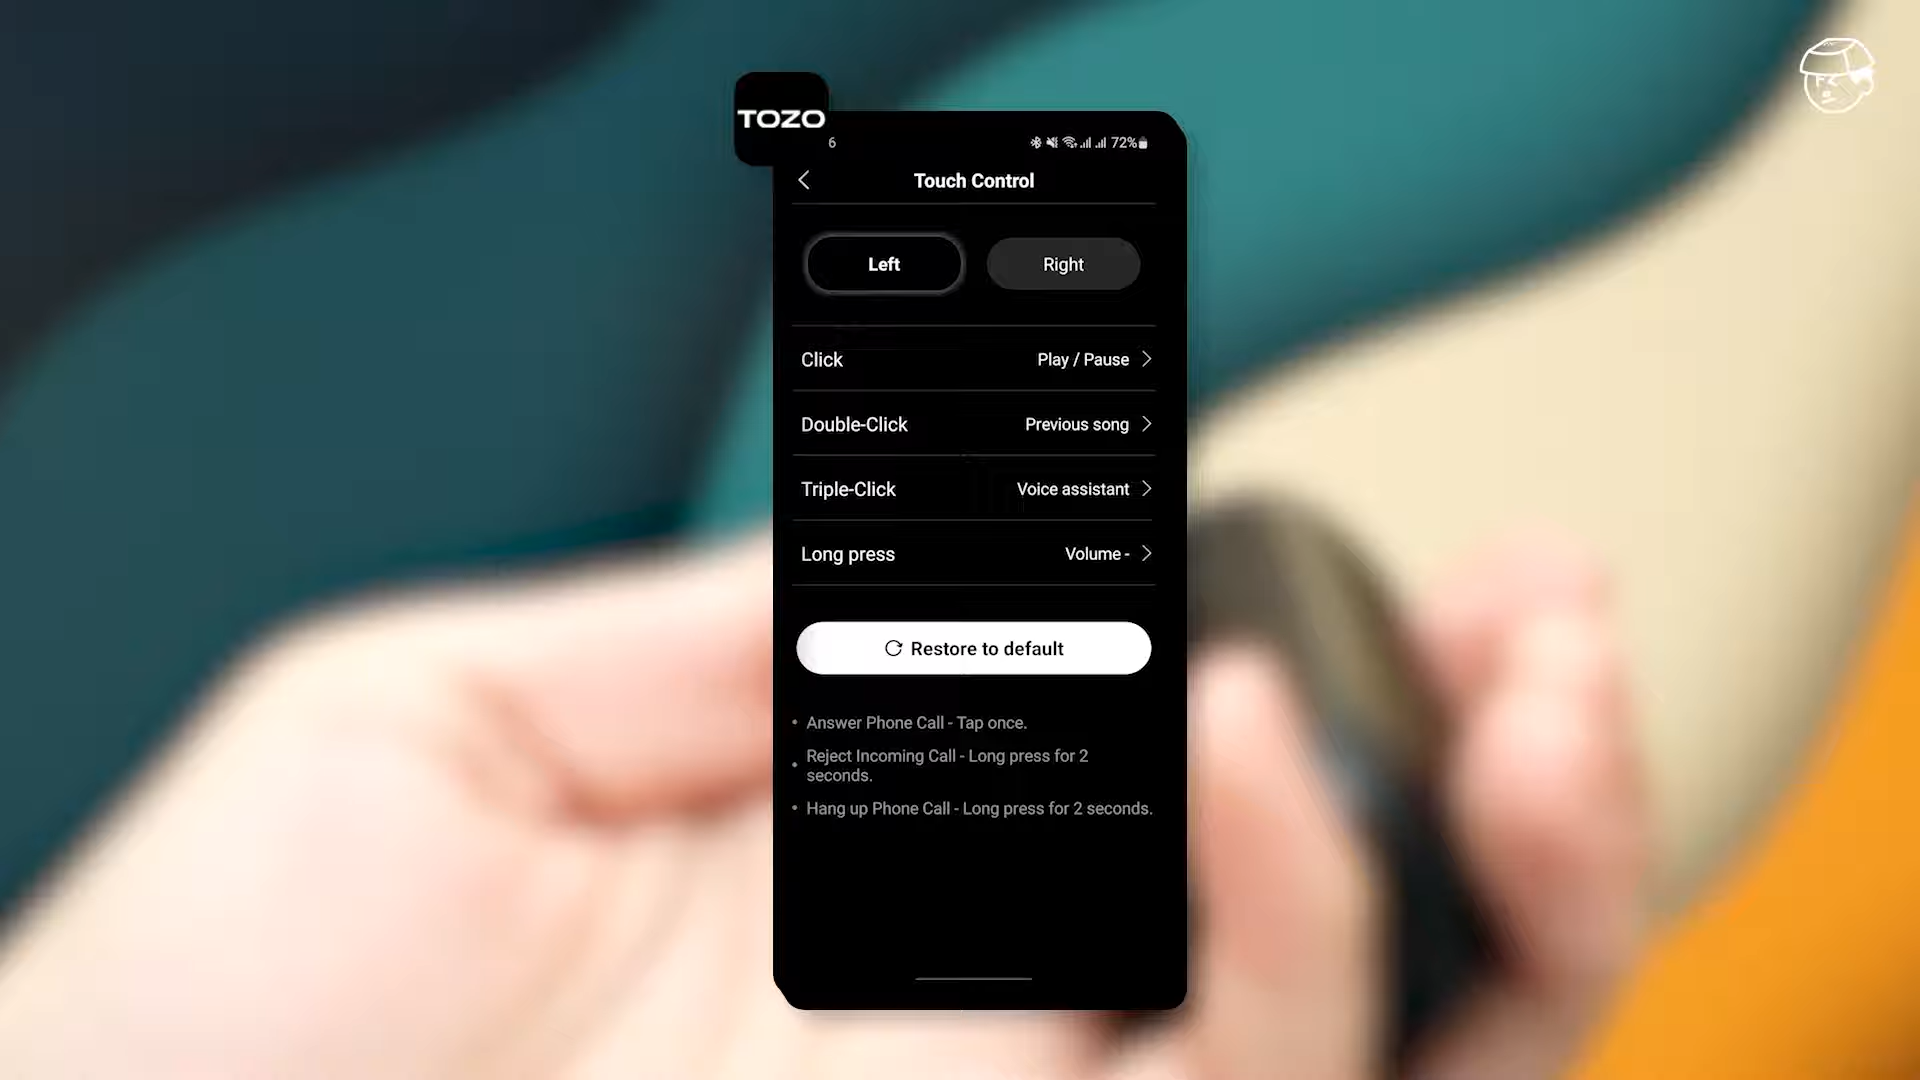 TOZO
6
72%
Touch Control
Left
Right
Click
Play / Pause
Double-Click
Previous song
Triple-Click
Voice assistant
Long press
Volume -
Restore to default
• Answer Phone Call - Tap once.
• Reject Incoming Call - Long press for 2
seconds.
• Hang up Phone Call - Long press for 2 seconds.